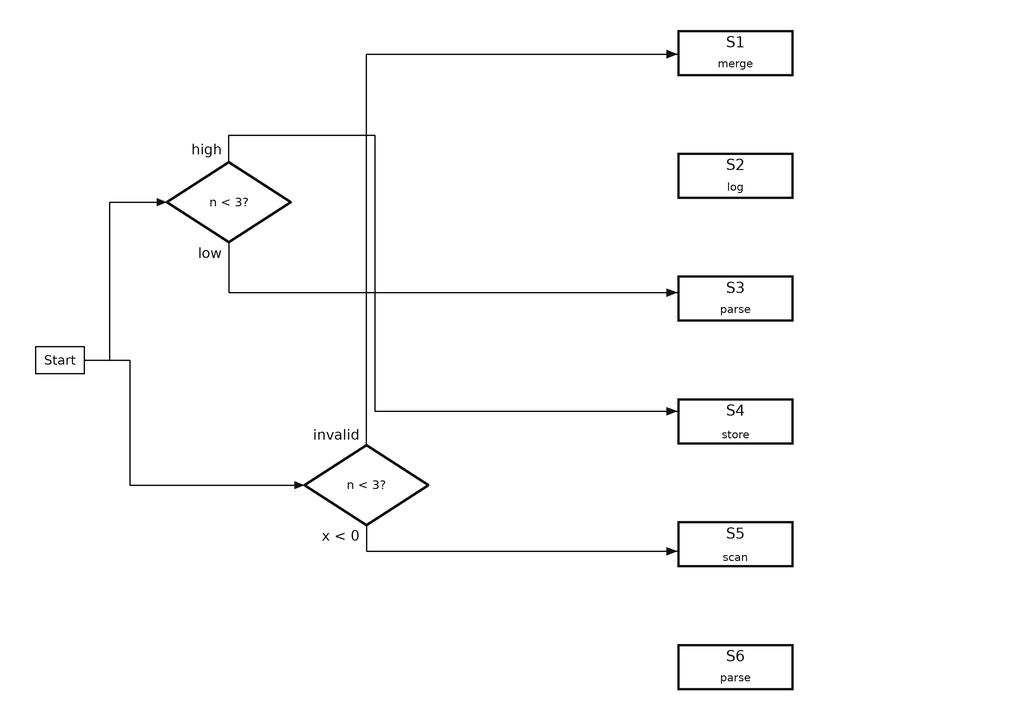 S1
merge
high
S2
log
n < 3?
low
S3
parse
Start
S4
store
invalid
n < 3?
x < 0
S5
scan
S6
parse